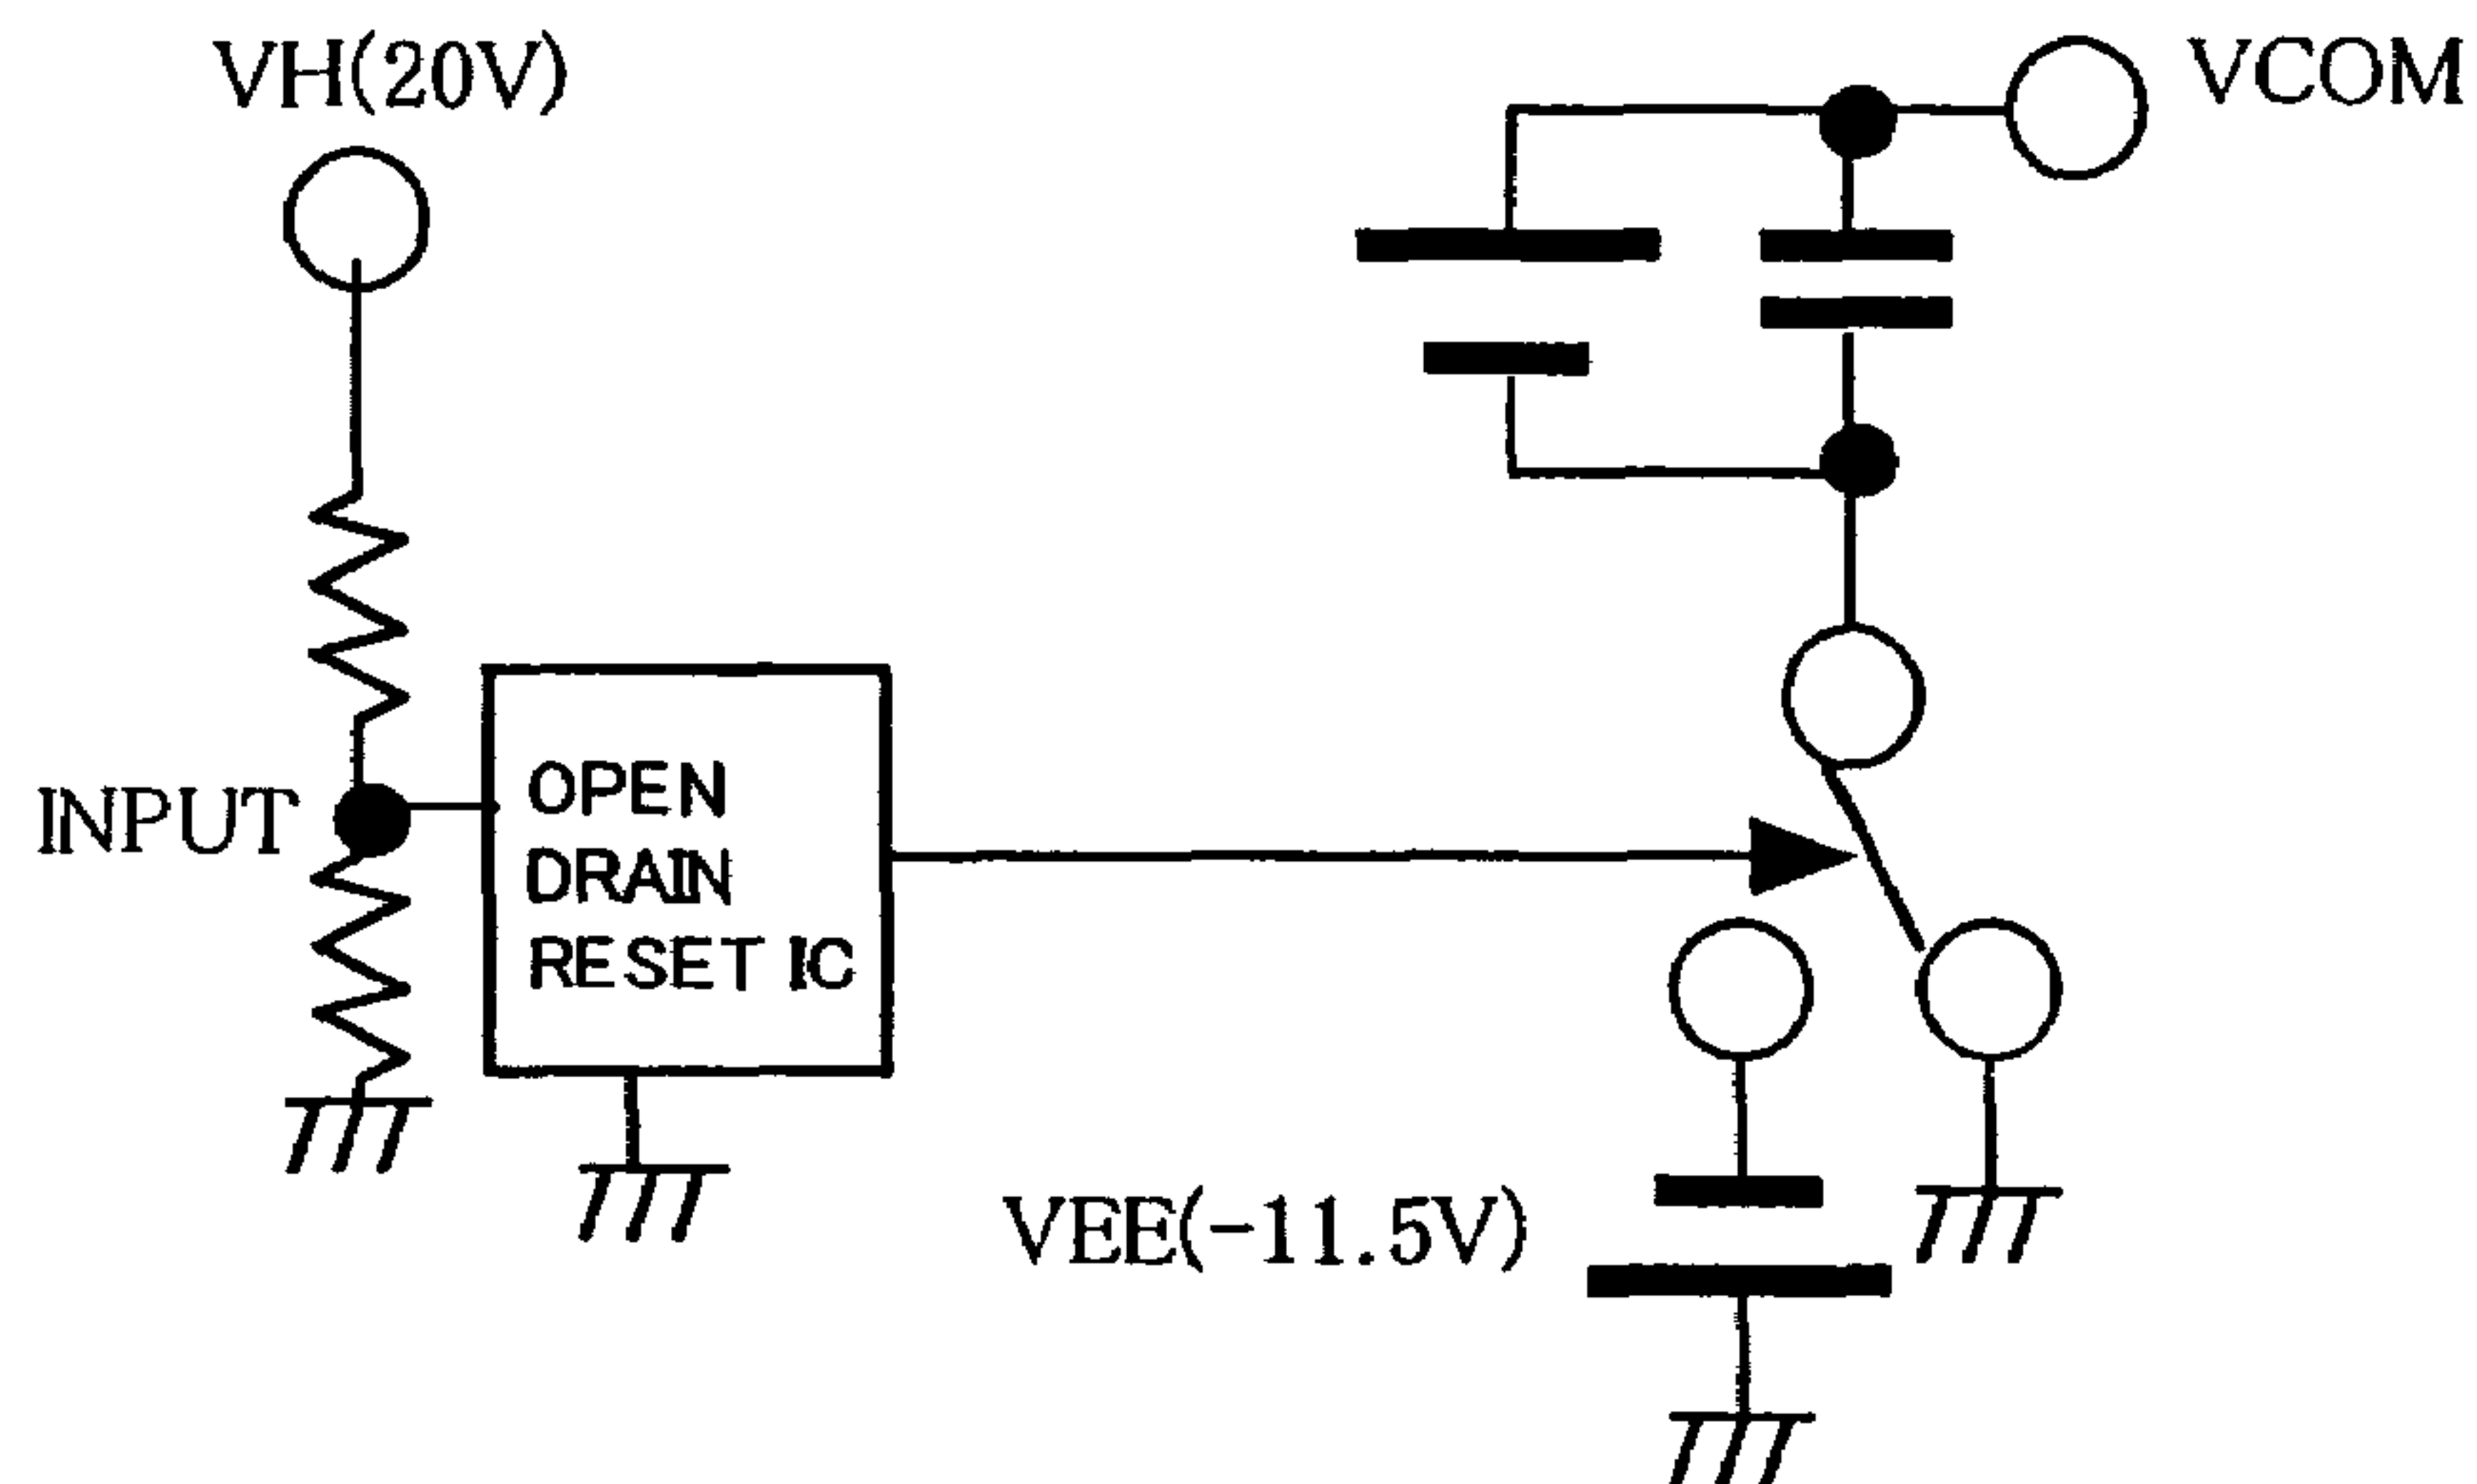 VH(20V)
VCOM
INPUT
OPEN
DRAIN
RESET IC
VEE(-11.5V)